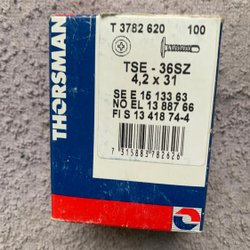 THORSMAN
T 3782 620 100
TSE - 36SZ
4,2 x 31
SE E 15 133 63
NO EL 13 887 66
FI S 13 418 74-4
7 315883 782626